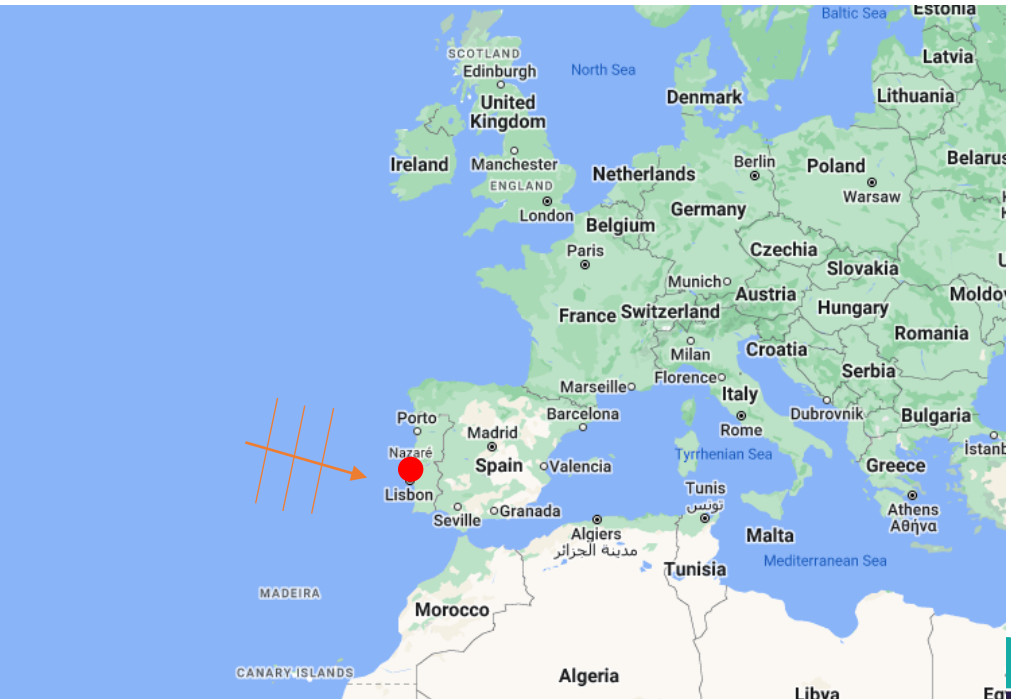 Baltic Sea
Estonia
SCOTLAND
Edinburgh
North Sea
Latvia
Denmark
Lithuania
United
Kingdom
Ireland
Manchester
Netherlands
Berlin
Poland
Belarus
ENGLAND
Warsaw
London
Belgium
Germany
Paris
Czechia
Slovakia
Munich
Austria
Moldov
France
Switzerland
Hungary
Romania
Milan
Croatia
Serbia
Marseille
Florence
Italy
Porto
Barcelona
Dubrovnik
Bulgaria
Madrid
Rome
Nazaré
Tyrrhenian Sea
İstanb
Spain
Valencia
Greece
Lisbon
Tunis
تونس
Seville
Granada
Athens
Αθήνα
Algiers
مدينة الجزائر
Malta
Mediterranean Sea
Tunisia
MADEIRA
Morocco
CANARY ISLANDS
Algeria
Libya
Eg